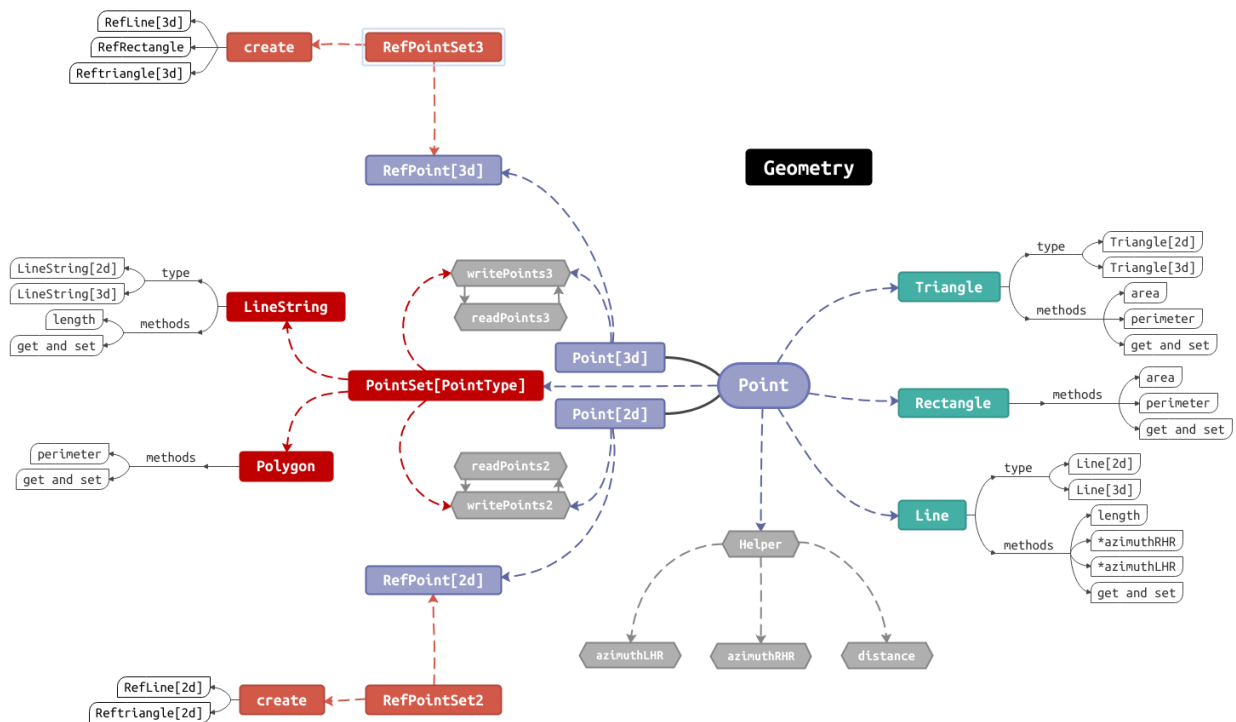 RefLine[3d]
RefRectangle
Reftriangle[3d]
create
RefPointSet3
RefPoint[3d]
Geometry
LineString[2d]
LineString[3d]
type
length
get and set
methods
LineString
writePoints3
readPoints3
Point[3d]
PointSet[PointType]
Point[2d]
Point
perimeter
get and set
methods
Polygon
readPoints2
writePoints2
RefPoint[2d]
RefLine[2d]
Reftriangle[2d]
create
RefPointSet2
Triangle
type
Triangle[2d]
Triangle[3d]
methods
area
perimeter
get and set
Rectangle
methods
area
perimeter
get and set
Line
type
Line[2d]
Line[3d]
methods
length
*azimuthRHR
*azimuthLHR
get and set
Helper
azimuthLHR
azimuthRHR
distance